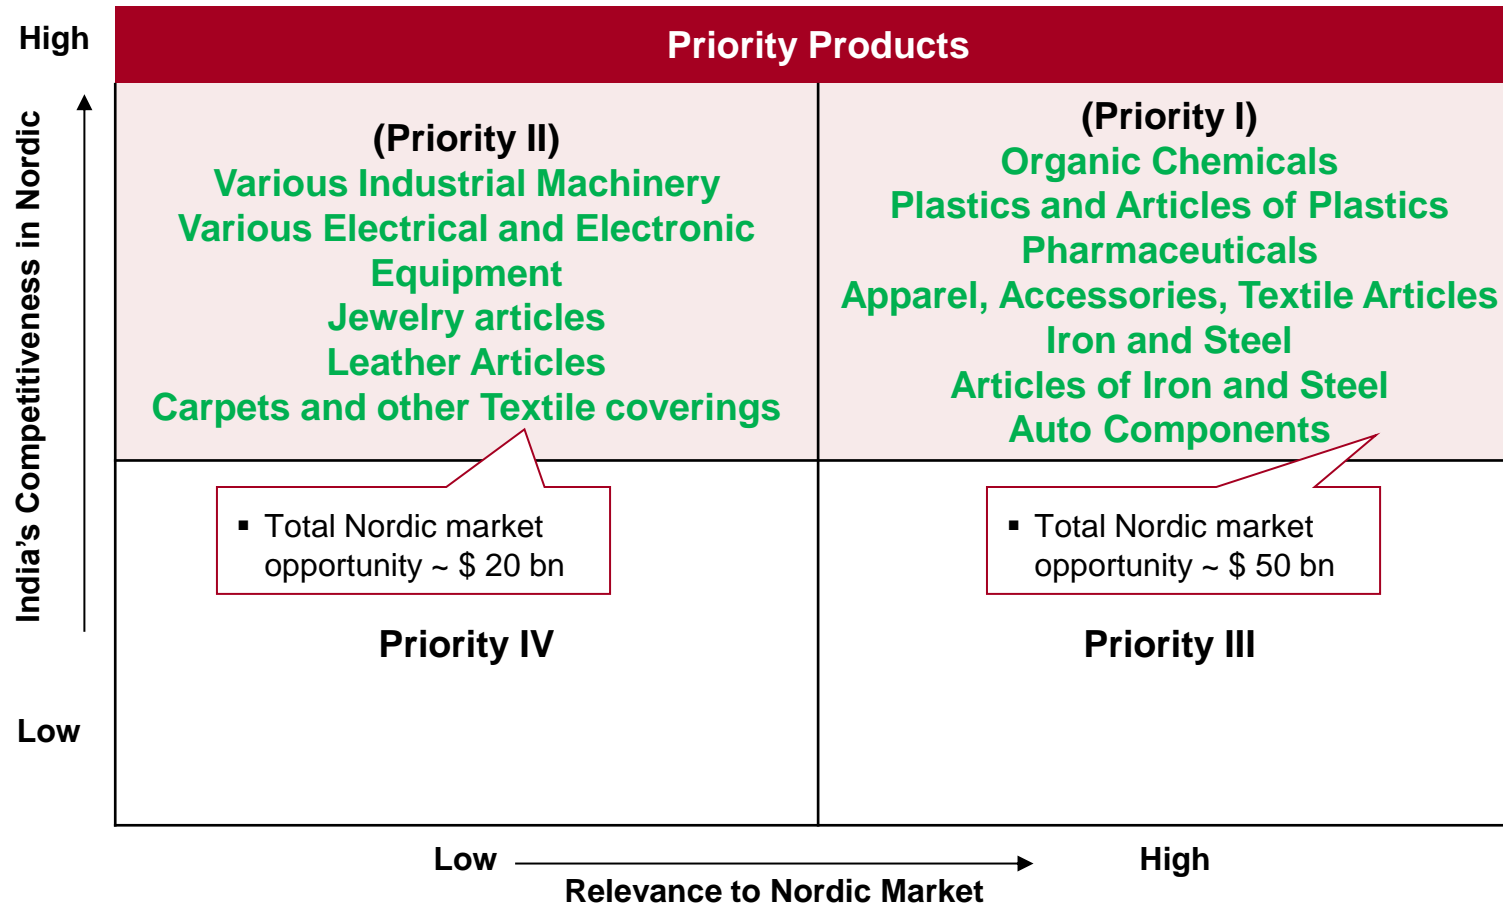 High
Priority Products
India's Competitiveness in Nordic
(Priority II)
Various Industrial Machinery
Various Electrical and Electronic
Equipment
Jewelry articles
Leather Articles
Carpets and other Textile coverings
(Priority I)
Organic Chemicals
Plastics and Articles of Plastics
Pharmaceuticals
Apparel, Accessories, Textile Articles
Iron and Steel
Articles of Iron and Steel
Auto Components
▪ Total Nordic market
opportunity ~ $ 20 bn
▪ Total Nordic market
opportunity ~ $ 50 bn
Priority IV
Priority III
Low
Low
High
Relevance to Nordic Market